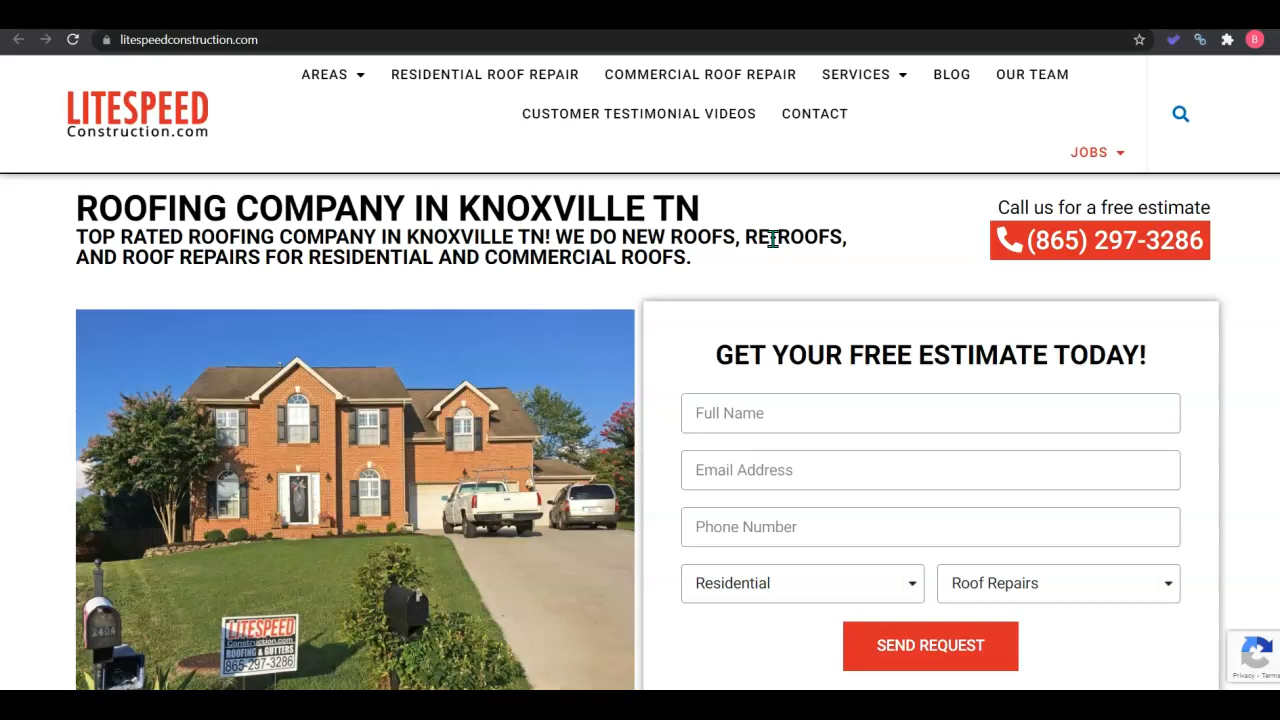 litespeedconstruction.com
B
AREAS
RESIDENTIAL ROOF REPAIR
COMMERCIAL ROOF REPAIR
SERVICES
BLOG
OUR TEAM
LITESPEED
Construction.com
CUSTOMER TESTIMONIAL VIDEOS
CONTACT
JOBS
ROOFING COMPANY IN KNOXVILLE TN
TOP RATED ROOFING COMPANY IN KNOXVILLE TN! WE DO NEW ROOFS, RETROOFS,
AND ROOF REPAIRS FOR RESIDENTIAL AND COMMERCIAL ROOFS.
Call us for a free estimate
(865) 297-3286
GET YOUR FREE ESTIMATE TODAY!
Full Name
Email Address
Phone Number
Residential
Roof Repairs
SEND REQUEST
2404
LITESPEED
Construction.com
ROOFING & GUTTERS
865-297-3286
Privacy - Terms